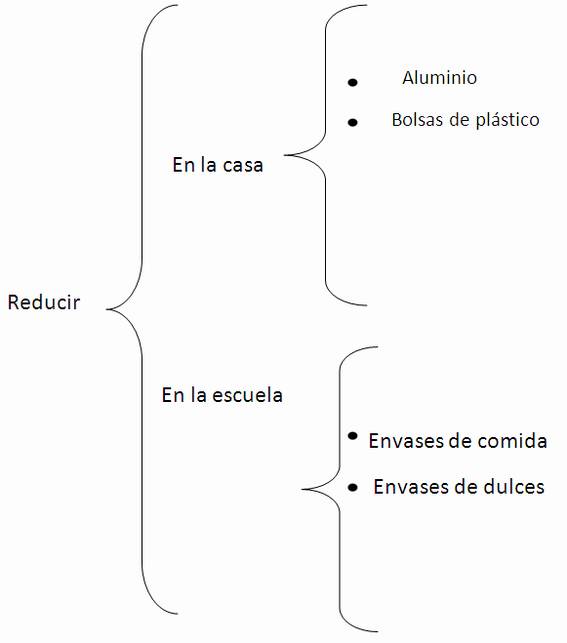 Reducir
En la casa
• Aluminio
• Bolsas de plástico
En la escuela
• Envases de comida
• Envases de dulces